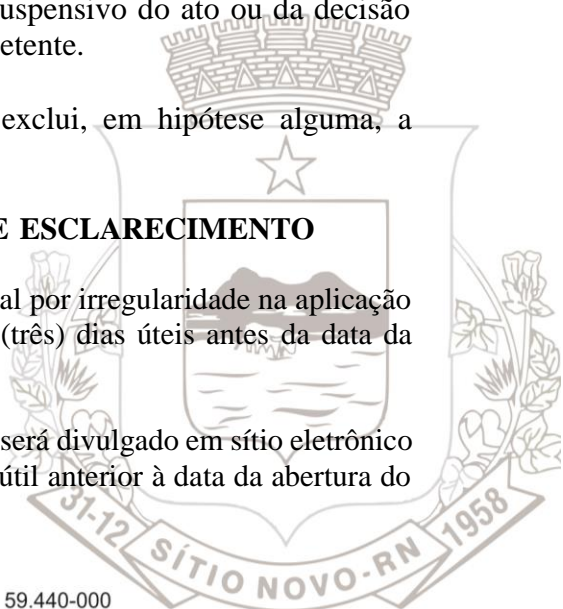 uspensivo do ato ou da decisão
etente.
exclui, em hipótese alguma, a
E ESCLARECIMENTO
al por irregularidade na aplicação
(três) dias úteis antes da data da
será divulgado em sítio eletrônico
útil anterior à data da abertura do
31-12 SÍTIO NOVO-RN 1958
59.440-000